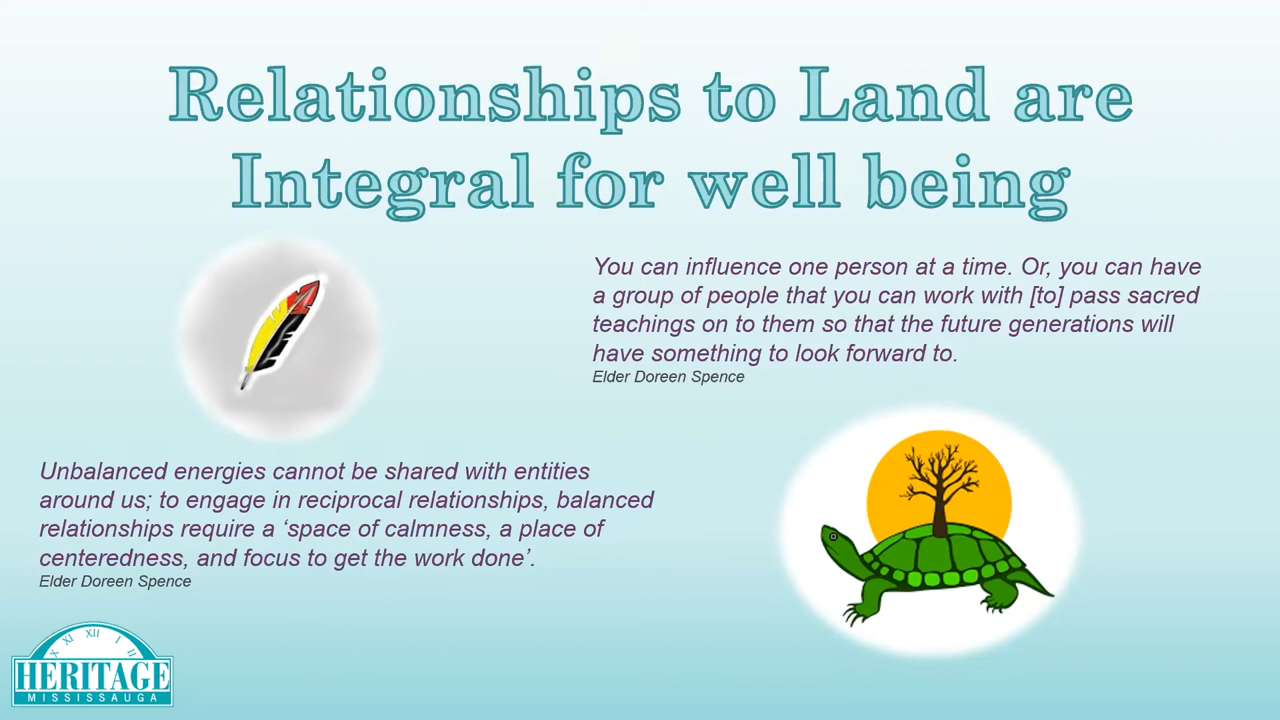 Relationships to Land are
Integral for well being
You can influence one person at a time. Or, you can have
a group of people that you can work with [to] pass sacred
teachings on to them so that the future generations will
have something to look forward to.
Elder Doreen Spence
Unbalanced energies cannot be shared with entities
around us; to engage in reciprocal relationships, balanced
relationships require a ‘space of calmness, a place of
centeredness, and focus to get the work done’.
Elder Doreen Spence
X XI XII I II
HERITAGE
MISSISSAUGA